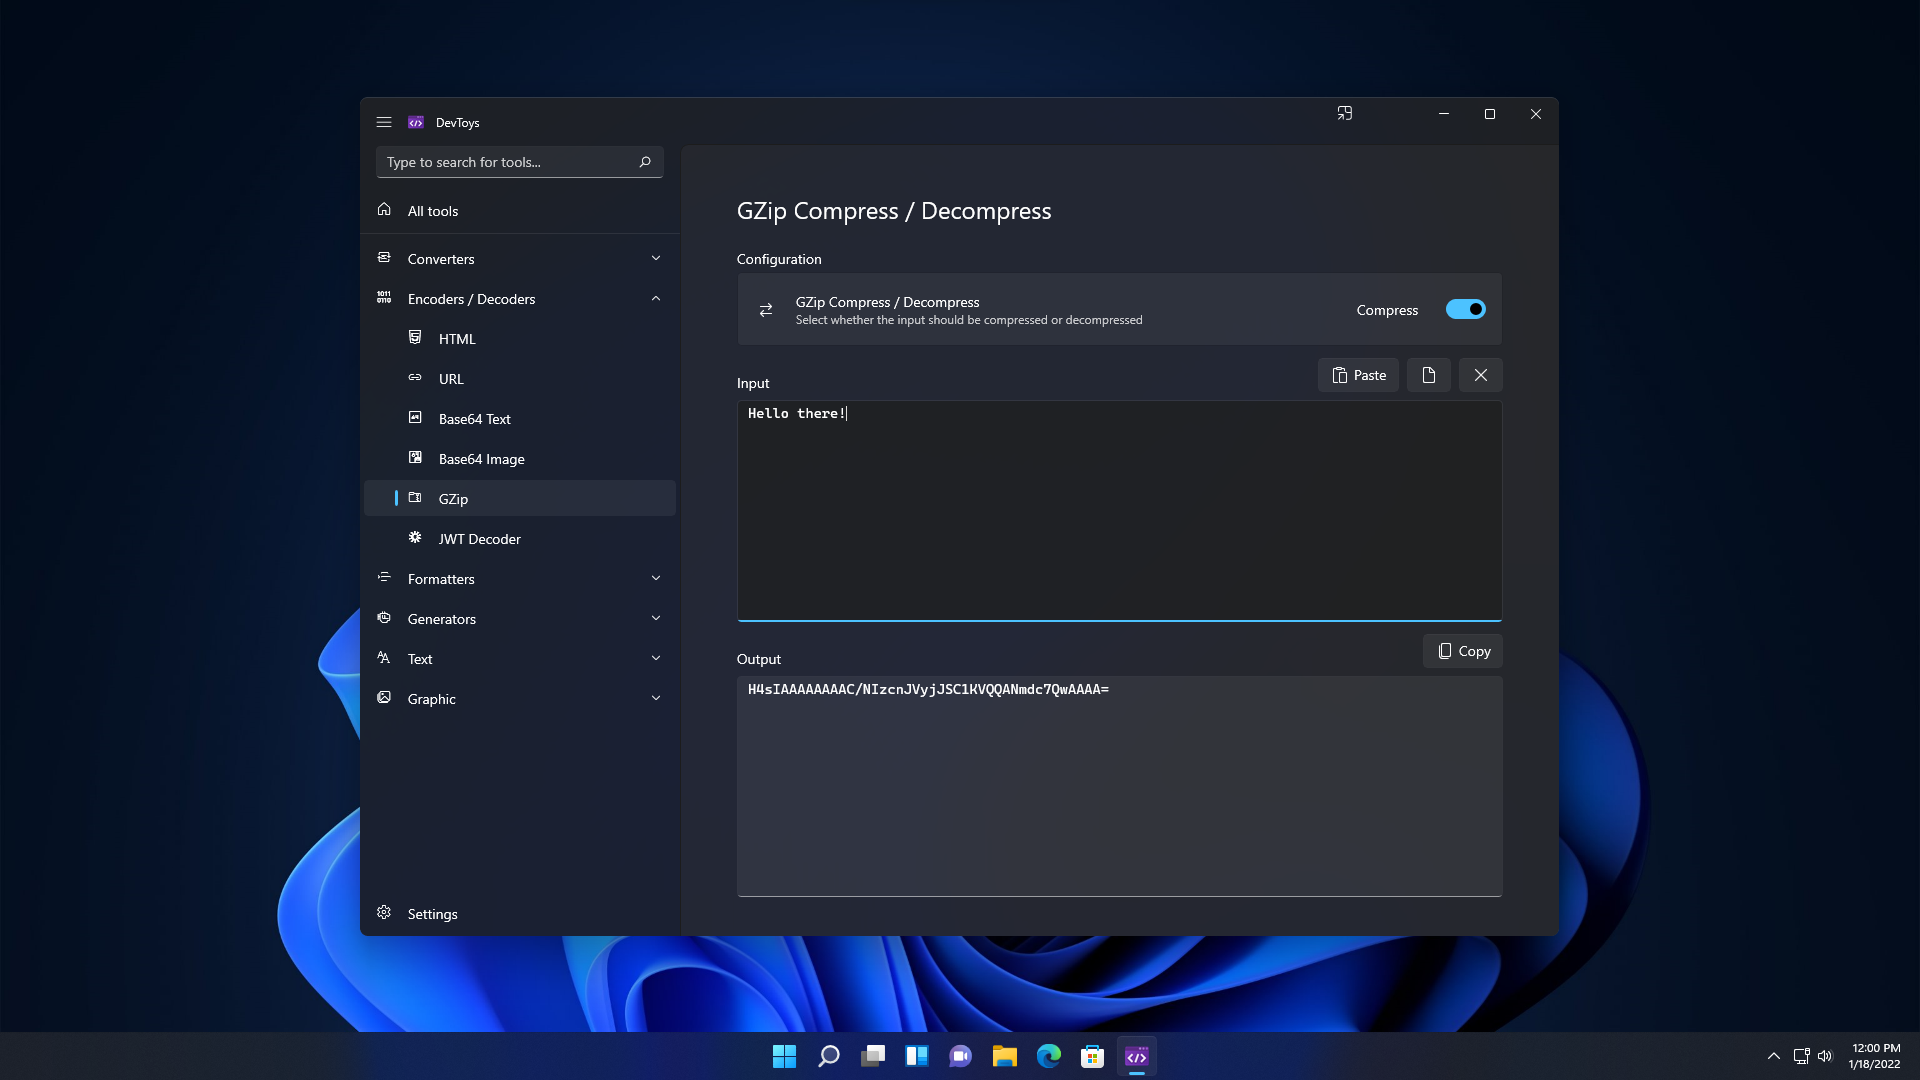 DevToys
Type to search for tools...
All tools
Converters
Encoders / Decoders
HTML
URL
Base64 Text
Base64 Image
GZip
JWT Decoder
Formatters
Generators
Text
Graphic
Settings
GZip Compress / Decompress
Configuration
GZip Compress / Decompress
Select whether the input should be compressed or decompressed
Compress
Input
Paste
Hello there!
Output
Copy
H4sIAAAAAAAAC/NIzcnJVyjJSC1KVQQANmdc7QwAAAA=
12:00 PM
1/18/2022